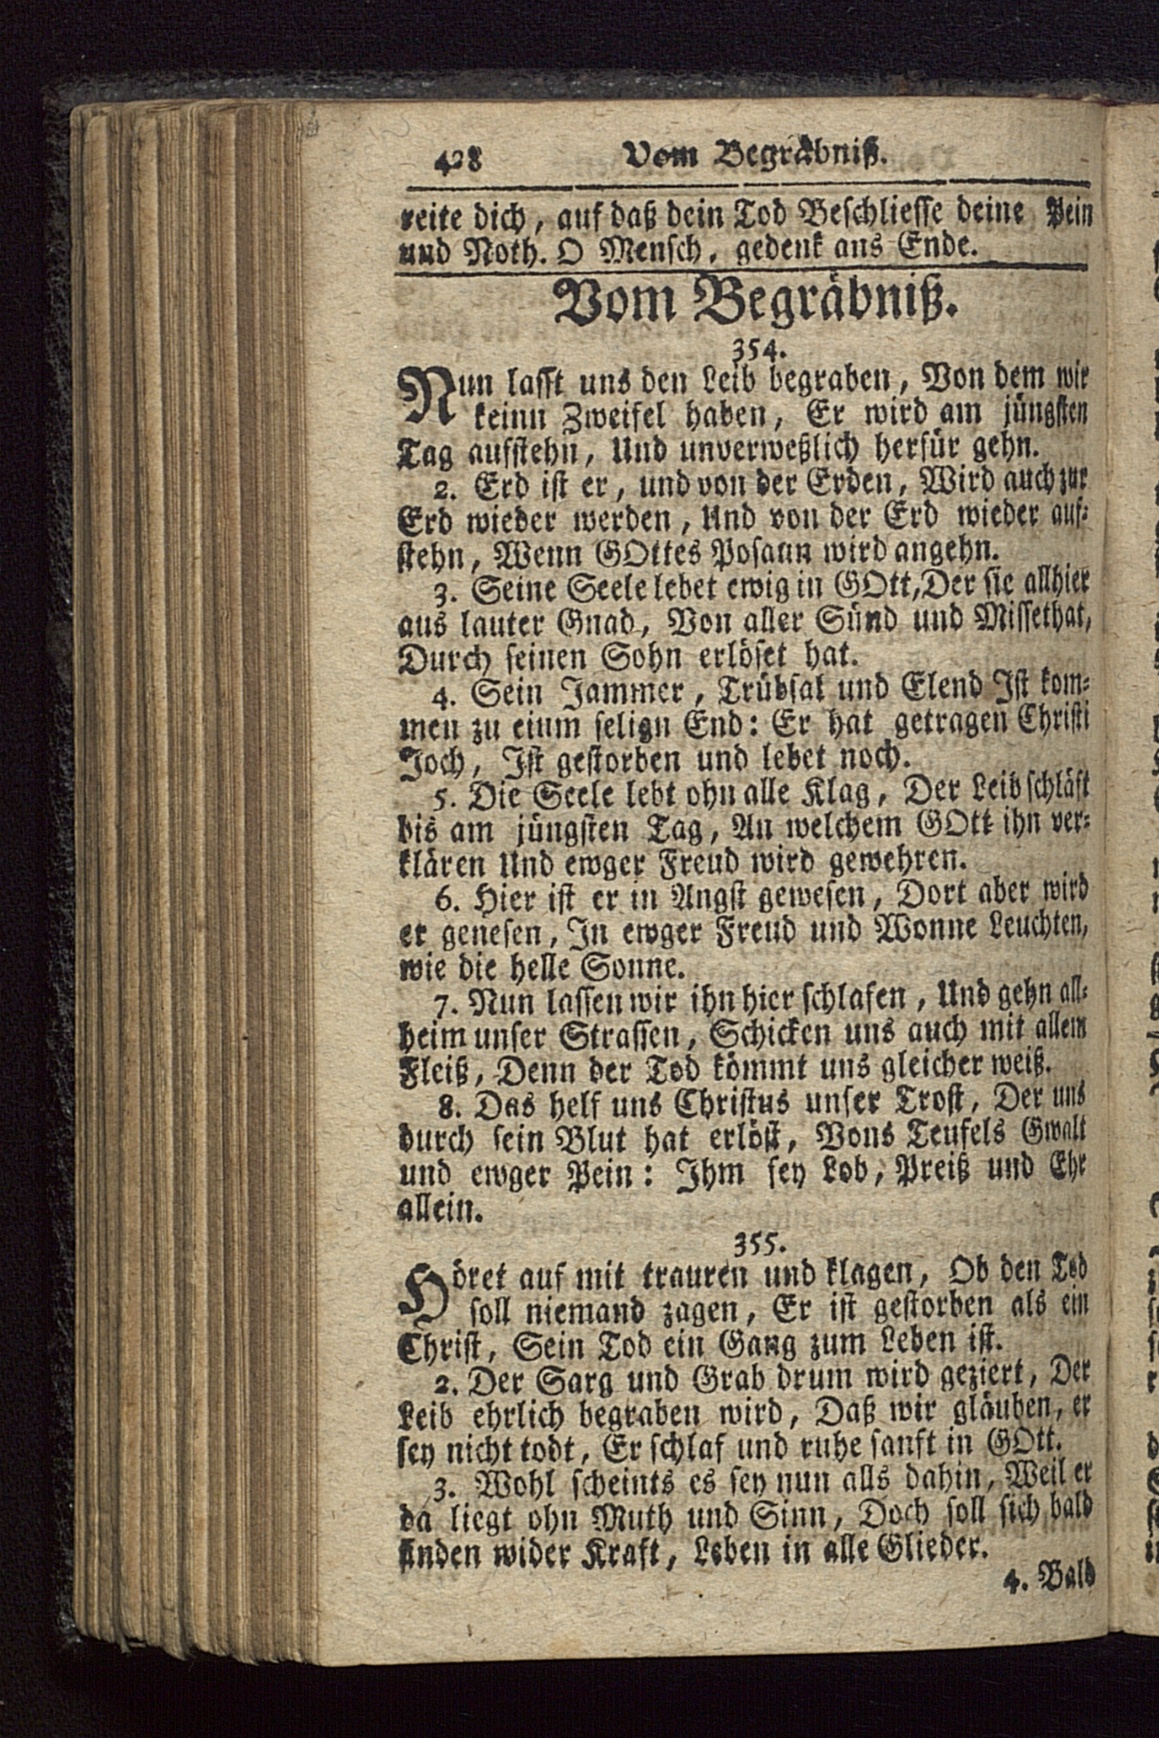 428 Vom Begräbniß.
reite dich, auf daß dein Tod Beschliesse deine Pein
und Noth. O Mensch, gedenk ans Ende.
Vom Begräbniß.
354.
Nun lasst uns den Leib begraben, Von dem wir
keinn Zweifel haben, Er wird am jüngsten
Tag aufstehn, Und unverweßlich herfür gehn.
2. Erd ist er, und von der Erden, Wird auch zur
Erd wieder werden, Und von der Erd wieder auf-
stehn, Wenn GOttes Posaun wird angehn.
3. Seine Seele lebet ewig in GOtt, Der sie allhier
aus lauter Gnad, Von aller Sünd und Missethat,
Durch seinen Sohn erlöset hat.
4. Sein Jammer, Trübsal und Elend Ist kom-
men zu einm selign End: Er hat getragen Christi
Joch, Ist gestorben und lebet noch.
5. Die Seele lebt ohn alle Klag, Der Leib schläft
bis am jüngsten Tag, An welchem GOtt ihn ver-
klären Und ewger Freud wird gewehren.
6. Hier ist er in Angst gewesen, Dort aber wird
er genesen, In ewger Freud und Wonne Leuchten,
wie die helle Sonne.
7. Nun lassen wir ihn hier schlafen, Und gehn all-
heim unser Strassen, Schicken uns auch mit allem
Fleiß, Denn der Tod kömmt uns gleicher weiß.
8. Das helf uns Christus unser Trost, Der uns
durch sein Blut hat erlöst, Vons Teufels Gwalt
und ewger Pein: Ihm sey Lob, Preiß und Ehr
allein.
355.
Höret auf mit trauren und klagen, Ob den Tod
soll niemand zagen, Er ist gestorben als ein
Christ, Sein Tod ein Gang zum Leben ist.
2. Der Sarg und Grab drum wird geziert, Der
Leib ehrlich begraben wird, Daß wir gläuben, er
sey nicht todt, Er schlaf und ruhe sanft in GOtt.
3. Wohl scheints es sey nun alls dahin, Weil er
da liegt ohn Muth und Sinn, Doch soll sich bald
finden wider Kraft, Leben in alle Glieder.
4. Bald